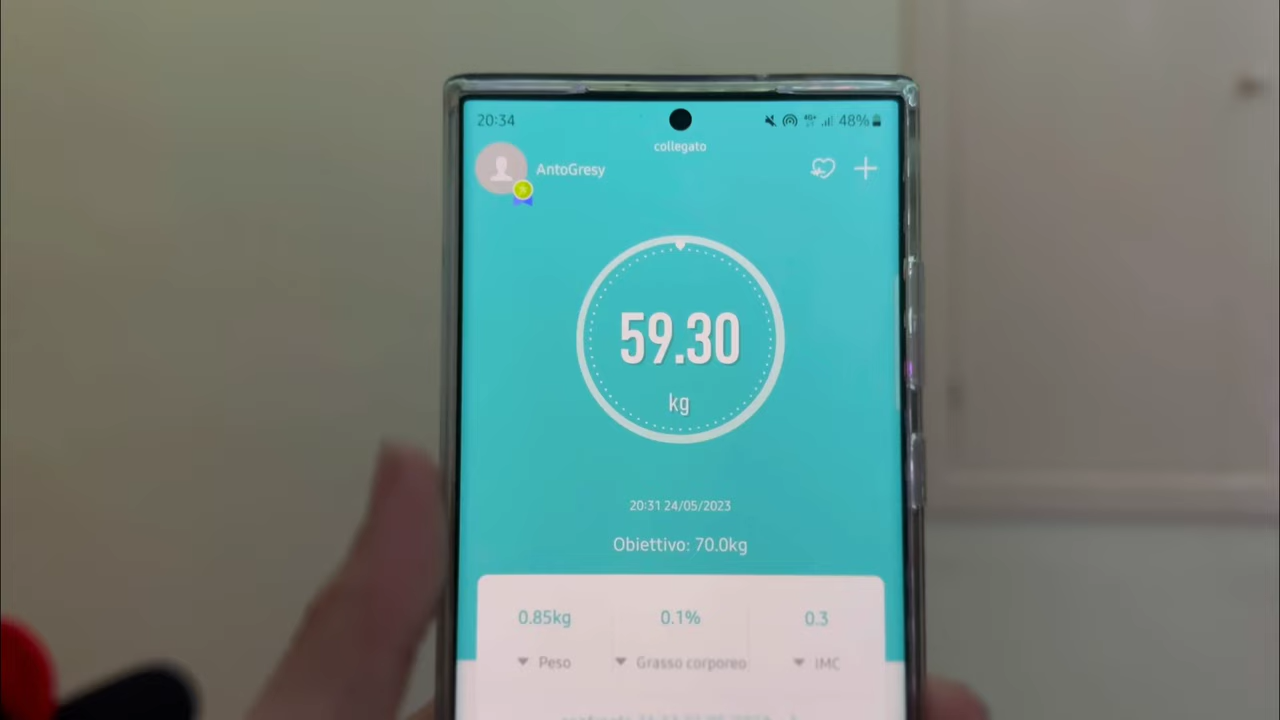 20:34 4G+ 48%
collegato
AntoGresy
59.30
kg
20:31 24/05/2023
Obiettivo: 70.0kg
0.85kg 0.1% 0.3
Peso Grasso corporeo IMC